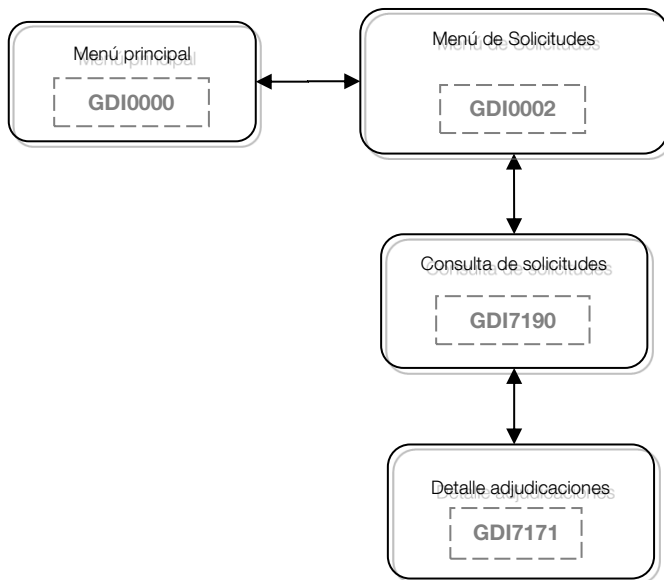 Menú principal
GDI0000
Menú de Solicitudes
GDI0002
Consulta de solicitudes
GDI7190
Detalle adjudicaciones
GDI7171